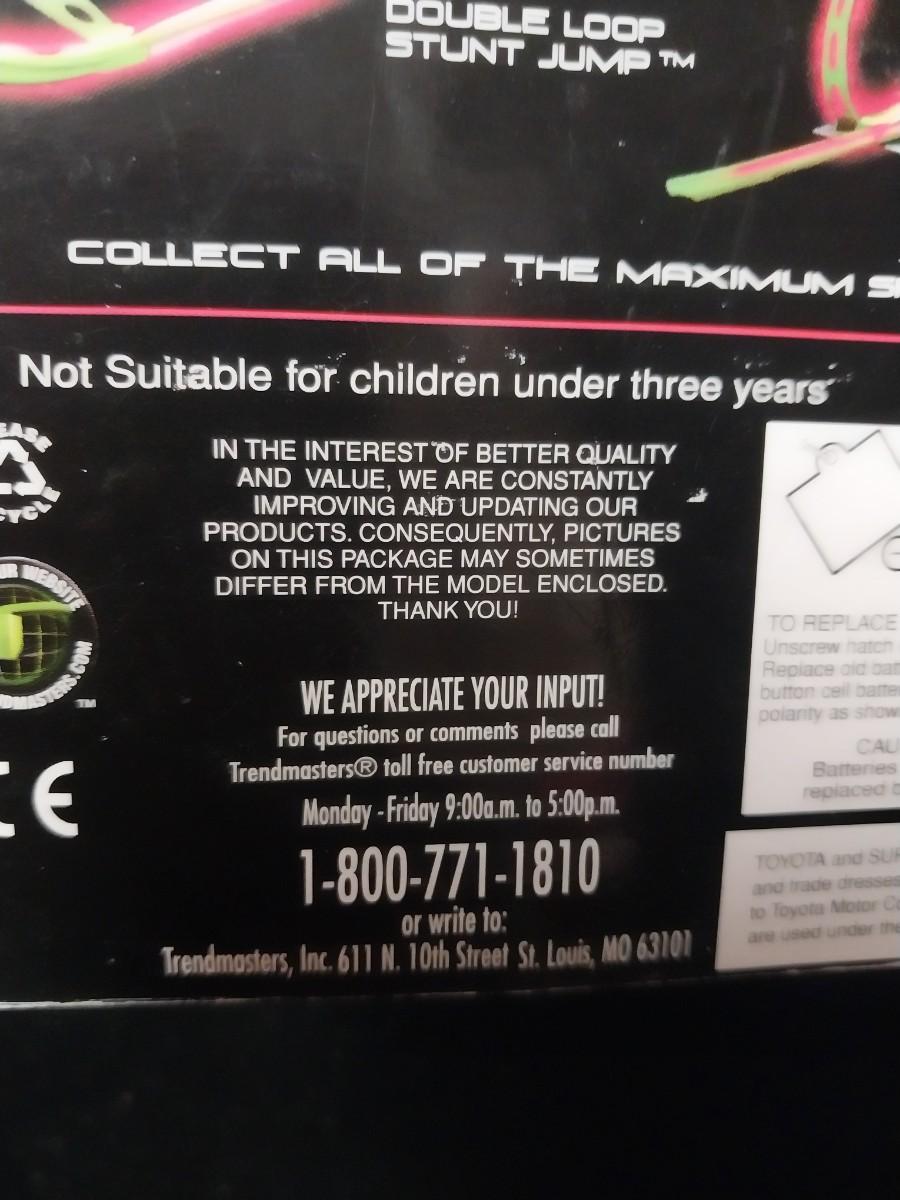 DOUBLE LOOP
STUNT JUMP™
COLLECT ALL OF THE MAXIMUM
Not Suitable for children under three years
IN THE INTEREST OF BETTER QUALITY
AND VALUE, WE ARE CONSTANTLY
IMPROVING AND UPDATING OUR
PRODUCTS. CONSEQUENTLY, PICTURES
ON THIS PACKAGE MAY SOMETIMES
DIFFER FROM THE MODEL ENCLOSED.
THANK YOU!
WEBSITE
TM
CE
WE APPRECIATE YOUR INPUT!
For questions or comments please call
Trendmasters® toll free customer service number
Monday - Friday 9:00a.m. to 5:00p.m.
1-800-771-1810
or write to:
Trendmasters, Inc. 611 N. 10th Street St. Louis, MO 63101
TO REPLACE
Unscrew hatch
Replace old
button cell
polarity as
Batteries
replaced
TOYOTA and
and trade dresses
to Toyota Motor
are used under